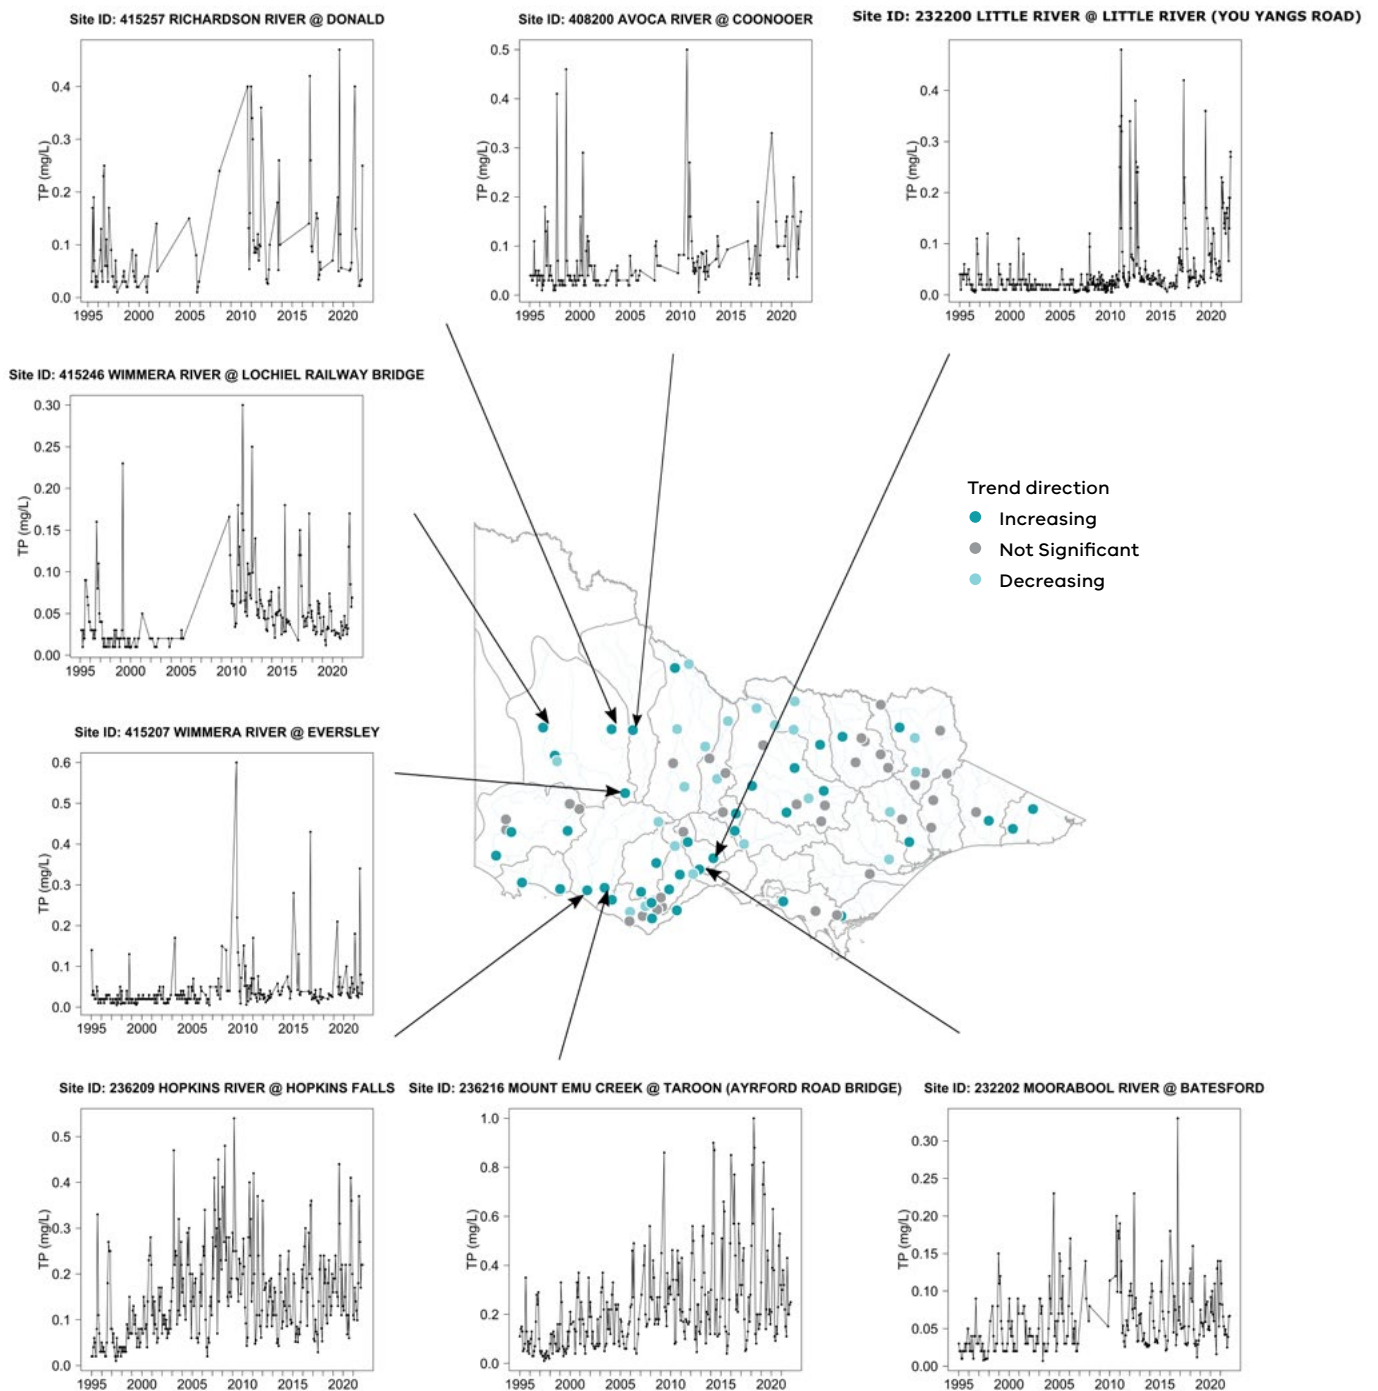 Site ID: 415257 RICHARDSON RIVER @ DONALD
TP (mg/L)
0.4
0.3
0.2
0.1
0.0
1995 2000 2005 2010 2015 2020
Site ID: 408200 AVOCA RIVER @ COONOOER
TP (mg/L)
0.5
0.4
0.3
0.2
0.1
0.0
1995 2000 2005 2010 2015 2020
Site ID: 232200 LITTLE RIVER @ LITTLE RIVER (YOU YANGS ROAD)
TP (mg/L)
0.4
0.3
0.2
0.1
0.0
1995 2000 2005 2010 2015 2020
Site ID: 415246 WIMMERA RIVER @ LOCHIEL RAILWAY BRIDGE
TP (mg/L)
0.30
0.25
0.20
0.15
0.10
0.05
0.00
1995 2000 2005 2010 2015 2020
Trend direction
Increasing
Not Significant
Decreasing
Site ID: 415207 WIMMERA RIVER @ EVERSLEY
TP (mg/L)
0.6
0.5
0.4
0.3
0.2
0.1
0.0
1995 2000 2005 2010 2015 2020
Site ID: 236209 HOPKINS RIVER @ HOPKINS FALLS
TP (mg/L)
0.5
0.4
0.3
0.2
0.1
0.0
1995 2000 2005 2010 2015 2020
Site ID: 236216 MOUNT EMU CREEK @ TAROON (AYRFORD ROAD BRIDGE)
TP (mg/L)
1.0
0.8
0.6
0.4
0.2
0.0
1995 2000 2005 2010 2015 2020
Site ID: 232202 MOORABOOL RIVER @ BATESFORD
TP (mg/L)
0.30
0.25
0.20
0.15
0.10
0.05
0.00
1995 2000 2005 2010 2015 2020